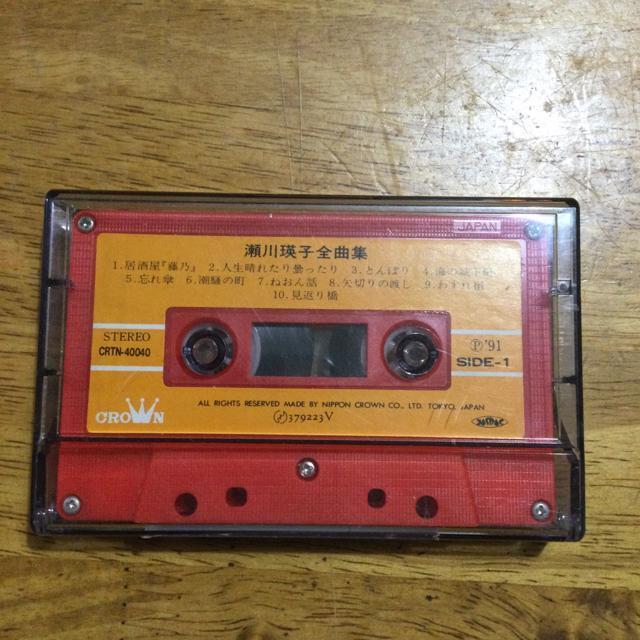 JAPAN
瀬川瑛子全曲集
1.居酒屋『藤乃』 2.人生晴れたり曇ったり 3.とんぼり 4.海の城下町
5.忘れ傘 6.潮騒の町 7.ねおん話 8.矢切りの渡し 9.わすれ宿
10.見返り橋
STEREO
CRTN-40040
Ⓟ'91
SIDE-1
CROWN
ALL RIGHTS RESERVED MADE BY NIPPON CROWN CO., LTD. TOKYO, JAPAN
379223V